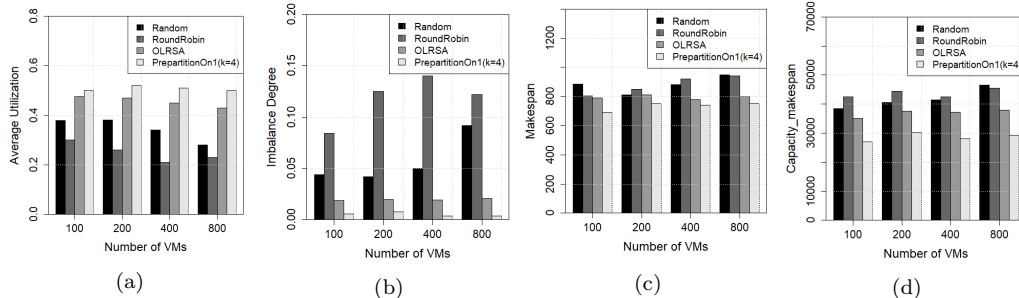 Average Utilization
0.0 0.2 0.4 0.6 0.8
Random
RoundRobin
OLRSA
PrepartitionOn1(k=4)
100 200 400 800
Number of VMs
(a)
Imbalance Degree
0.00 0.05 0.10 0.15 0.20
Random
RoundRobin
OLRSA
PrepartitionOn1(k=4)
100 200 400 800
Number of VMs
(b)
Makespan
0 200 400 600 800 1400
Random
RoundRobin
OLRSA
PrepartitionOn1(k=4)
100 200 400 800
Number of VMs
(c)
Capacity_makespan
0 10000 30000 50000
Random
RoundRobin
OLRSA
PrepartitionOn1(k=4)
100 200 400 800
Number of VMs
(d)